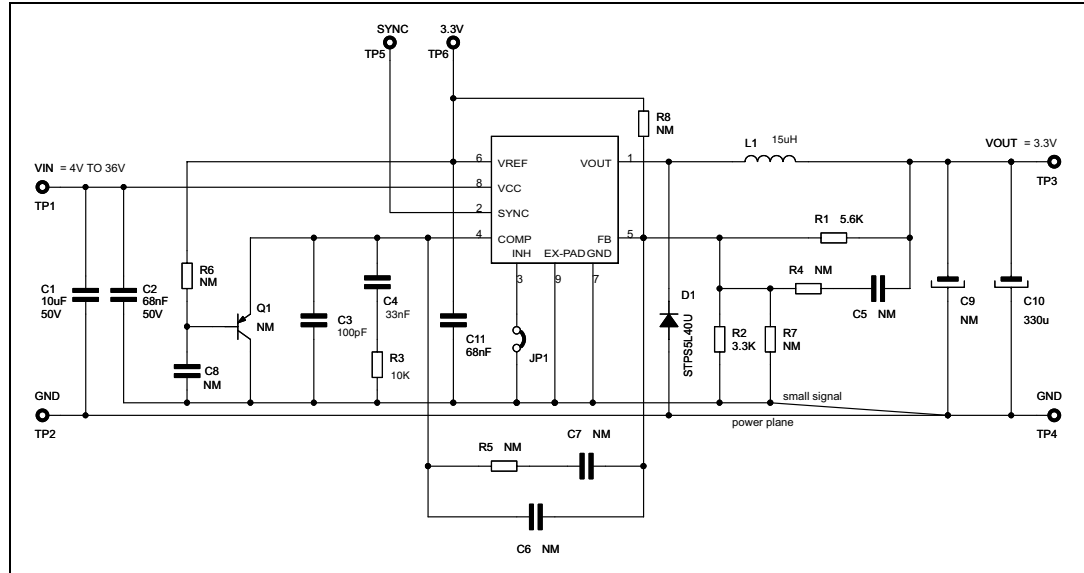 SYNC
3.3V
TP5
TP6
R8
NM
L1
15uH
VIN = 4V TO 36V
VOUT = 3.3V
6
VREF
VOUT
1
8
VCC
TP1
TP3
2
SYNC
R1 5.6K
4
COMP
FB
5
INH
EX-PAD
GND
3
9
7
R6
NM
R4 NM
C1
10uF
50V
C2
68nF
50V
Q1
NM
C4
33nF
D1
STPS5L40U
C5 NM
C9
NM
C10
330u
C3
100pF
C11
68nF
R2
3.3K
R7
NM
JP1
R3
10K
C8
NM
GND
small signal
GND
TP2
power plane
TP4
C7 NM
R5 NM
C6 NM